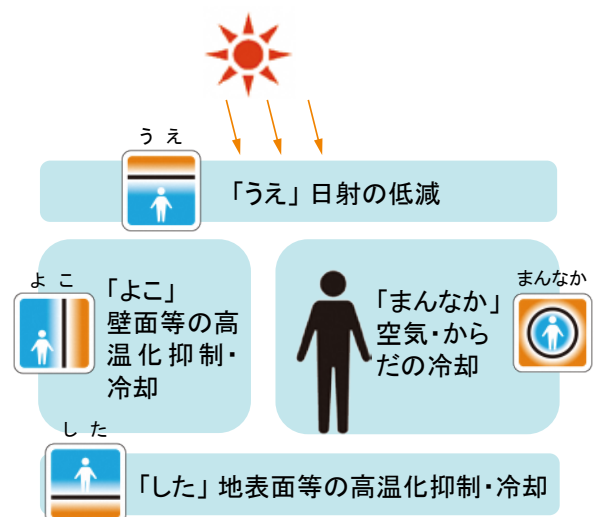 うえ
「うえ」日射の低減
よこ
「よこ」
壁面等の高
温化抑制・
冷却
まんなか
「まんなか」
空気・から
だの冷却
した
「した」地表面等の高温化抑制・冷却